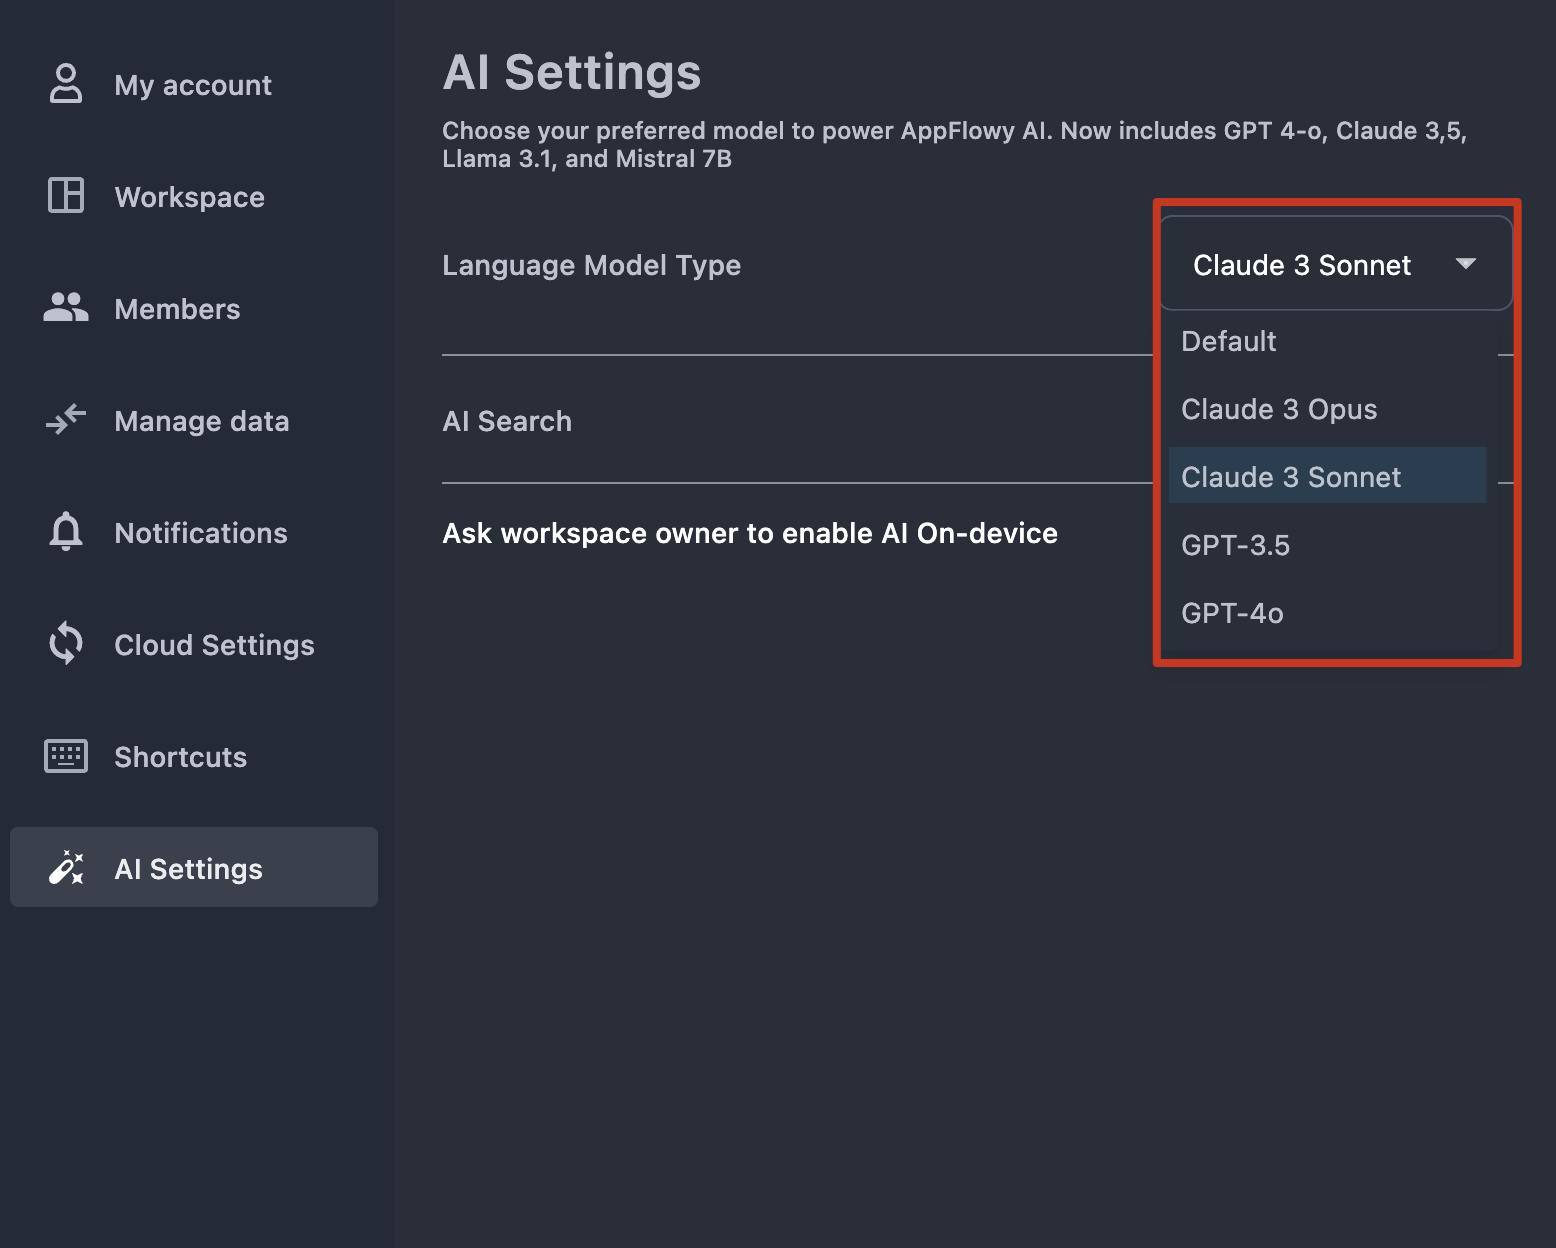 My account
Workspace
Members
Manage data
Notifications
Cloud Settings
Shortcuts
AI Settings
AI Settings
Choose your preferred model to power AppFlowy AI. Now includes GPT 4-o, Claude 3,5,
Llama 3.1, and Mistral 7B
Language Model Type
Claude 3 Sonnet
Default
Claude 3 Opus
Claude 3 Sonnet
GPT-3.5
GPT-4o
AI Search
Ask workspace owner to enable AI On-device